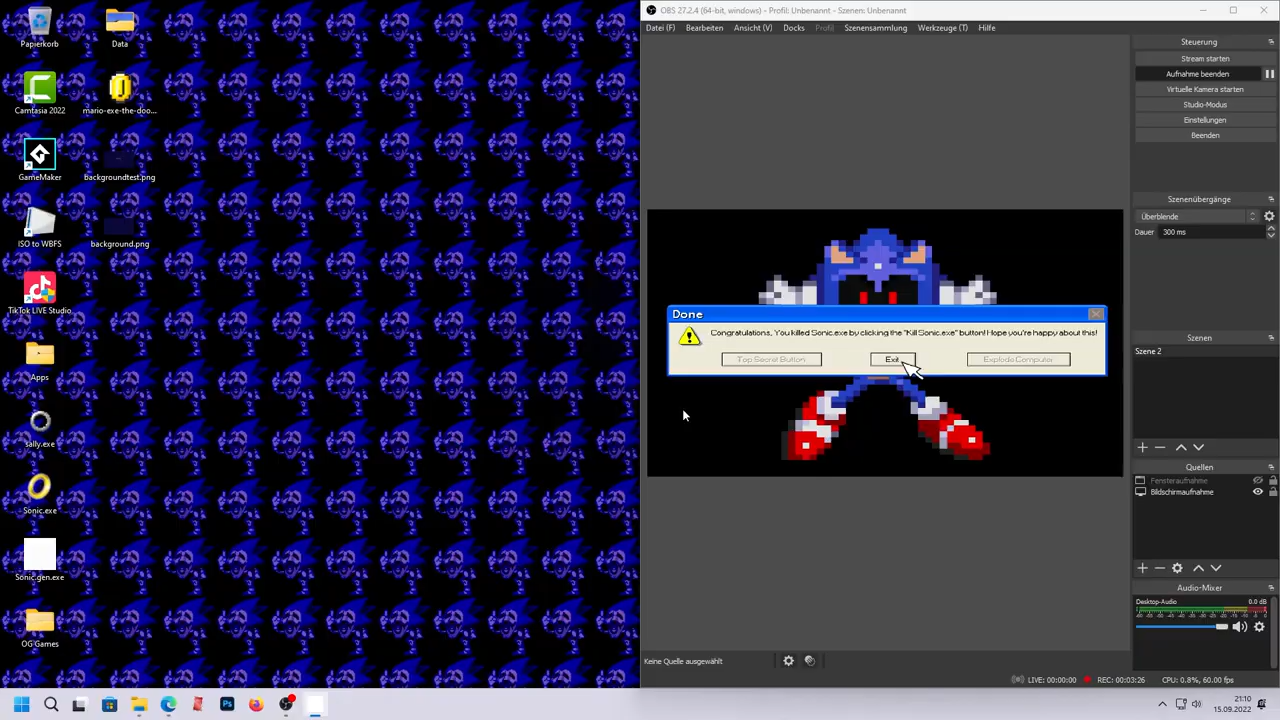 Papierkorb
Data
Camtasia 2022
mario-exe-the-doo...
GameMaker
backgroundtest.png
ISO to WBFS
background.png
TikTok LIVE Studio
Apps
sally.exe
Sonic.exe
Sonic.gen.exe
OG Games
OBS 27.2.4 (64-bit, windows) - Profil: Unbenannt - Szenen: Unbenannt
Datei (F) Bearbeiten Ansicht (V) Docks Profil Szenensammlung Werkzeuge (T) Hilfe
Done
Congratulations, You killed Sonic.exe by clicking the "Kill Sonic.exe" button! Hope you're happy about this!
Top Secret Button Exit Explode Computer
Keine Quelle ausgewählt
Steuerung
Stream starten
Aufnahme beenden
Virtuelle Kamera starten
Studio-Modus
Einstellungen
Beenden
Szenenübergänge
Überblende
Dauer 300 ms
Szenen
Szene 2
Quellen
Fensteraufnahme
Bildschirmaufnahme
Audio-Mixer
Desktop-Audio 0.0 dB
LIVE: 00:00:00 REC: 00:03:26 CPU: 0.8%, 60.00 fps
Ps
21:10
15.09.2022